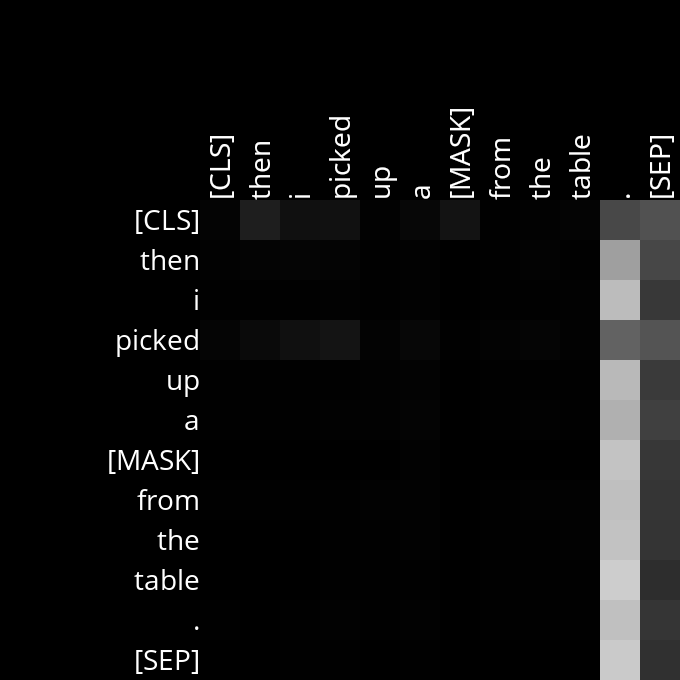 [CLS] then i picked up a [MASK] from the table . [SEP]
[CLS]
then
i
picked
up
a
[MASK]
from
the
table
.
[SEP]